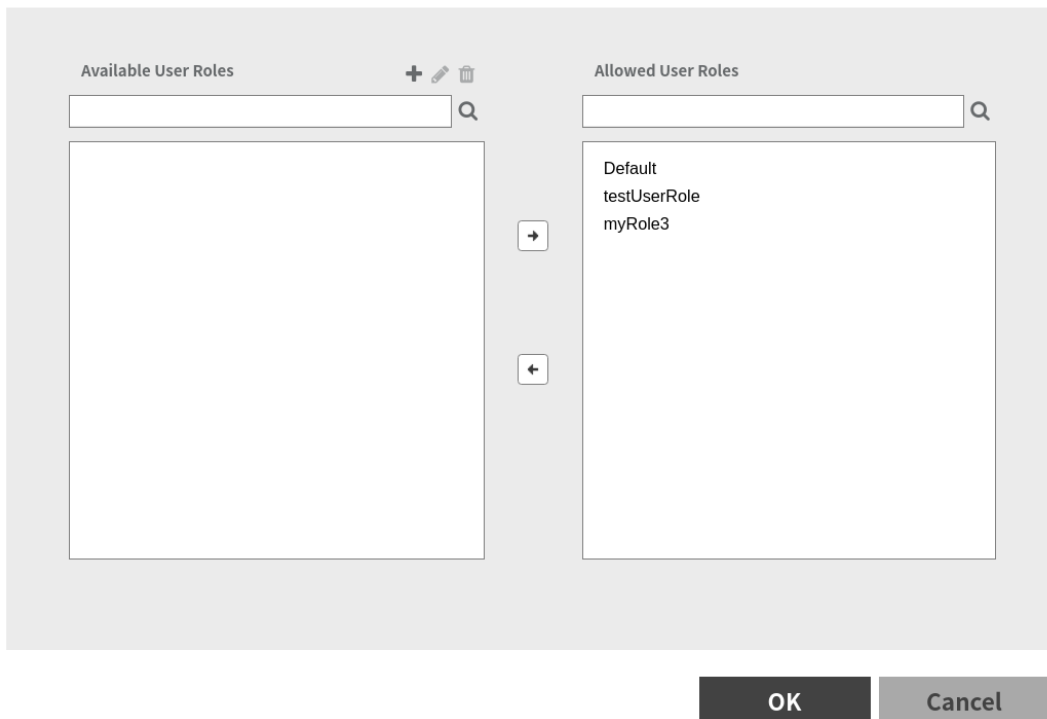 Available User Roles
Allowed User Roles
Default
testUserRole
myRole3
OK
Cancel